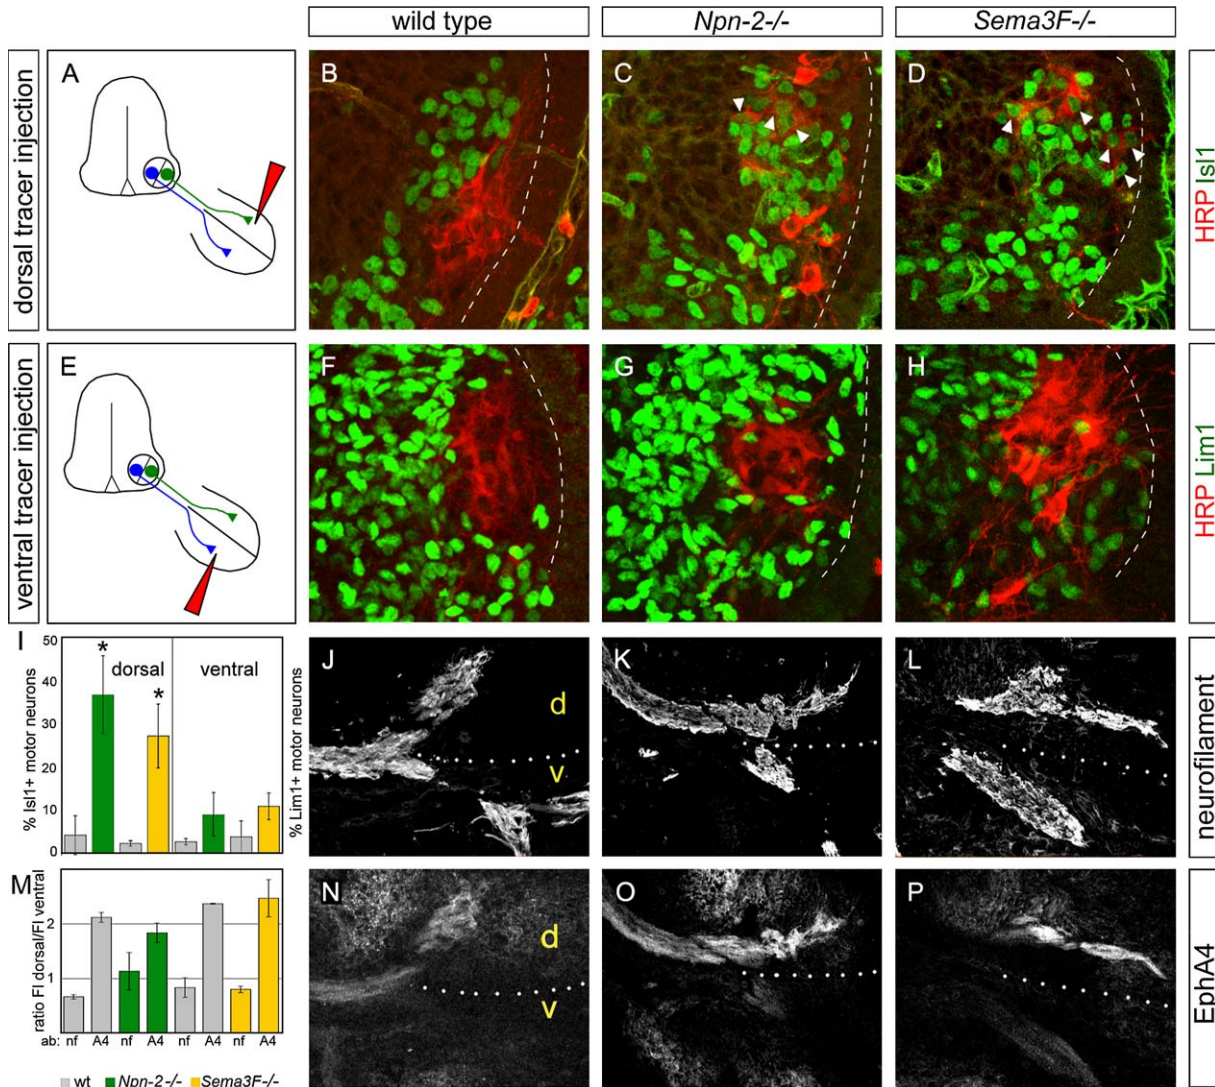 wild type
Npn-2-/-
Sema3F-/-
dorsal tracer injection
A
B
C
D
HRP Isl1
ventral tracer injection
E
F
G
H
HRP Lim1
I
50
40
30
20
10
0
% Isl1+ motor neurons
* dorsal
*
ventral
% Lim1+ motor neurons
J
d
v
K
L
neurofilament
M
2
1
ratio FI dorsal/FI ventral
ab: nf A4 nf A4 nf A4 nf A4
wt Npn-2-/- Sema3F-/-
N
d
v
O
P
EphA4